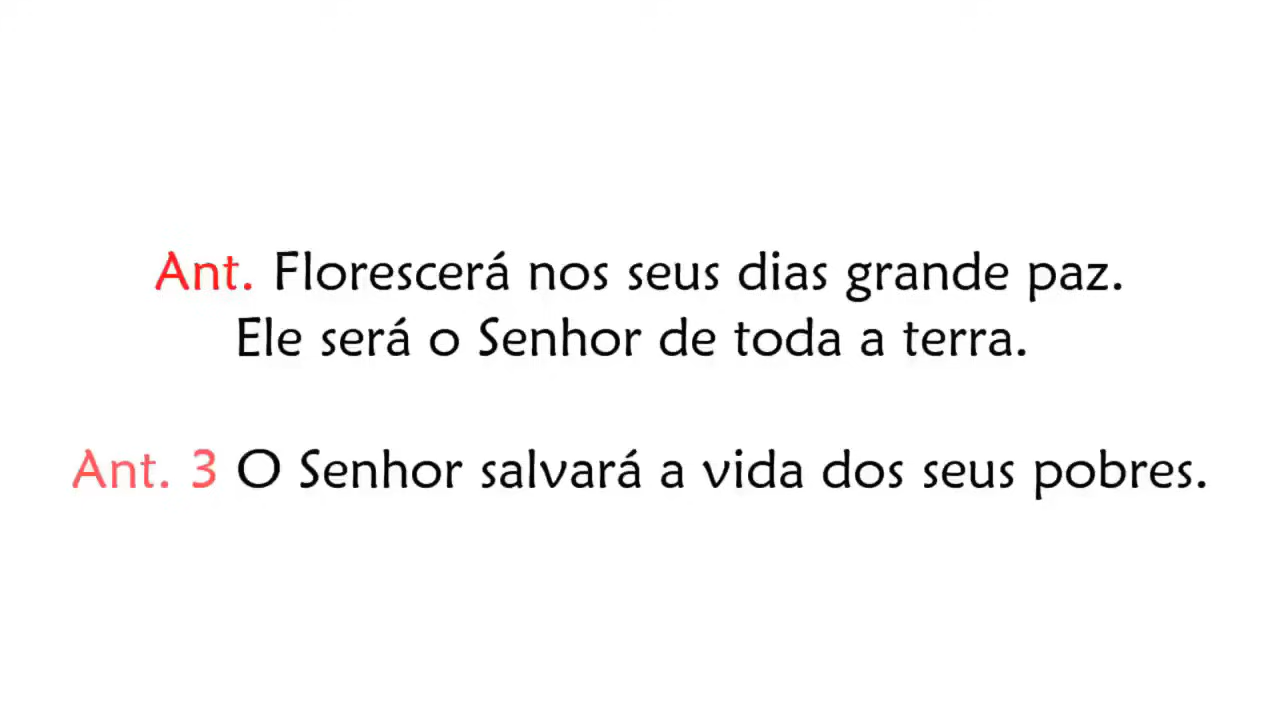 Ant. Florescerá nos seus dias grande paz.
Ele será o Senhor de toda a terra.
Ant. 3 O Senhor salvará a vida dos seus pobres.